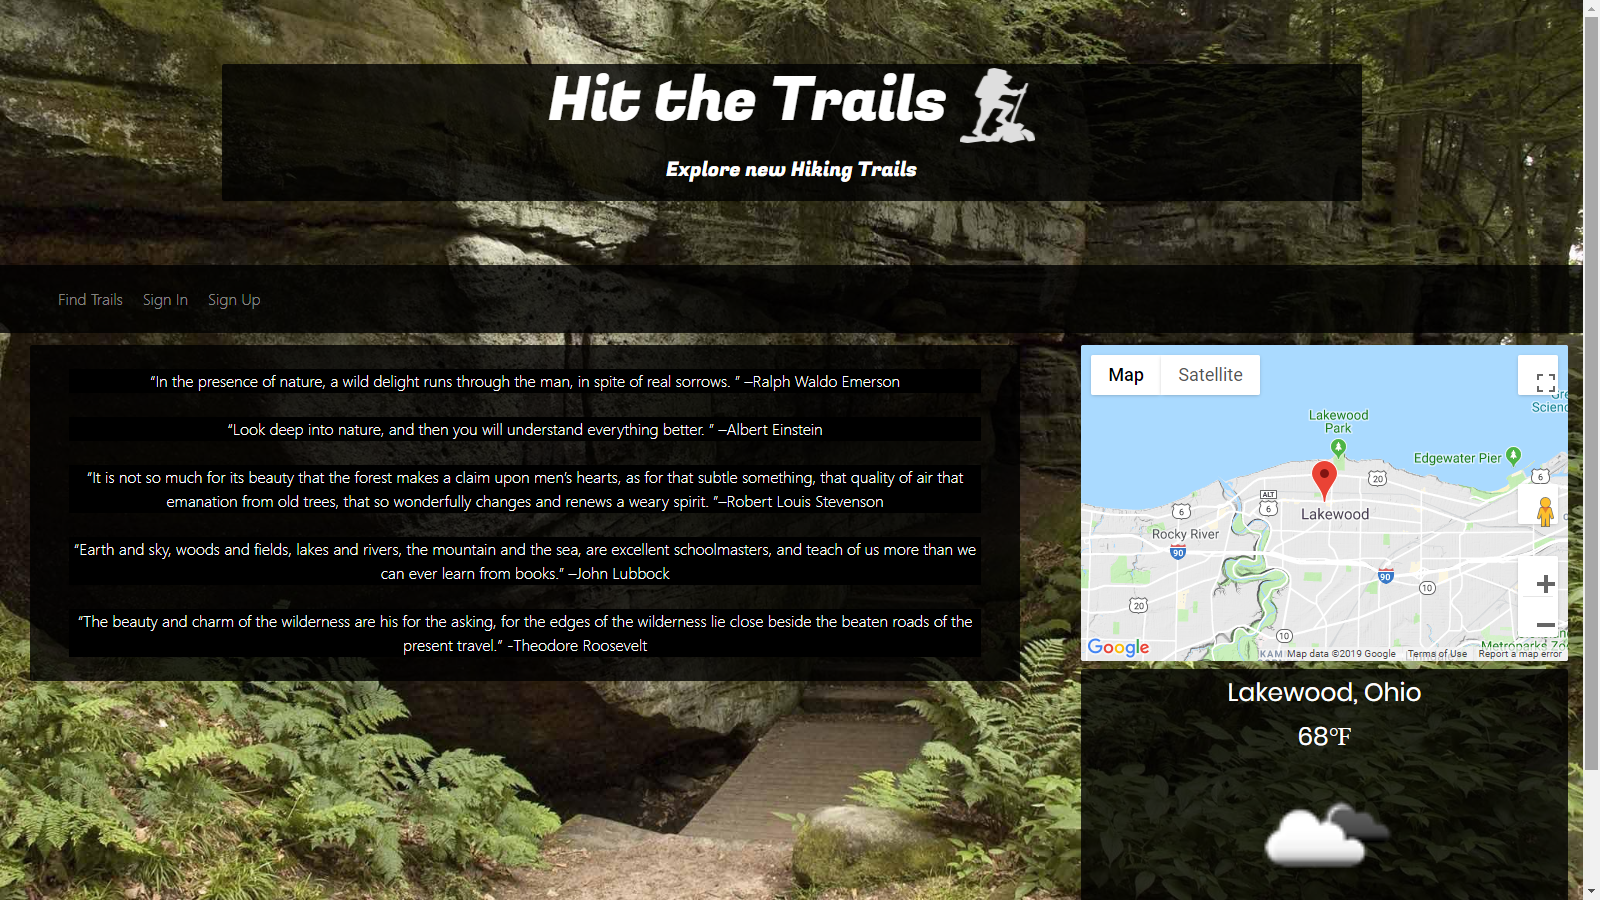 Hit the Trails
Explore new Hiking Trails
Find Trails Sign In Sign Up
“In the presence of nature, a wild delight runs through the man, in spite of real sorrows. ” –Ralph Waldo Emerson
“Look deep into nature, and then you will understand everything better. ” –Albert Einstein
“It is not so much for its beauty that the forest makes a claim upon men’s hearts, as for that subtle something, that quality of air that
emanation from old trees, that so wonderfully changes and renews a weary spirit. ”–Robert Louis Stevenson
“Earth and sky, woods and fields, lakes and rivers, the mountain and the sea, are excellent schoolmasters, and teach of us more than we
can ever learn from books.” –John Lubbock
“The beauty and charm of the wilderness are his for the asking, for the edges of the wilderness lie close beside the beaten roads of the
present travel.” -Theodore Roosevelt
Map Satellite
Scienc
Lakewood
Park
Edgewater Pier
6
20
ALT
6
6
Lakewood
Rocky River
90
90
10
20
10
Metroparks Zoo
Google
KAM
Map data ©2019 Google Terms of Use Report a map error
Lakewood, Ohio
68°F